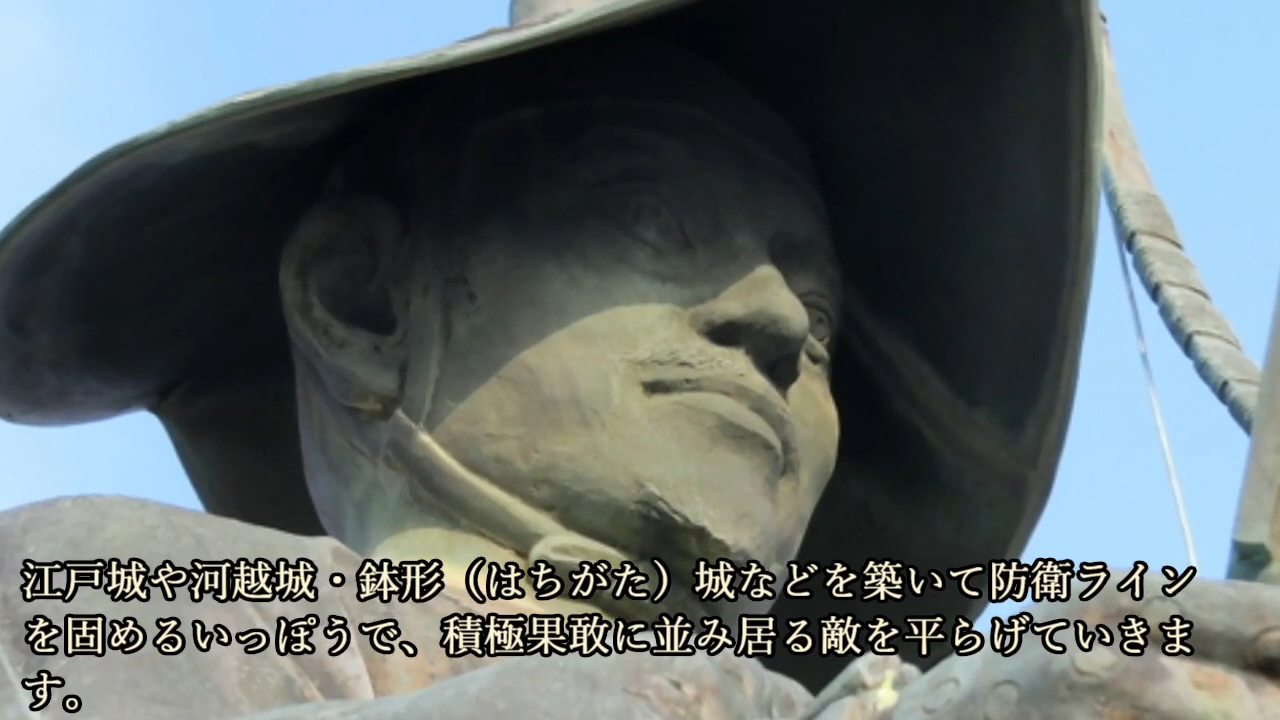 江戸城や河越城・鉢形（はちがた）城などを築いて防衛ライン
を固めるいっぽうで、積極果敢に並み居る敵を平らげていきま
す。